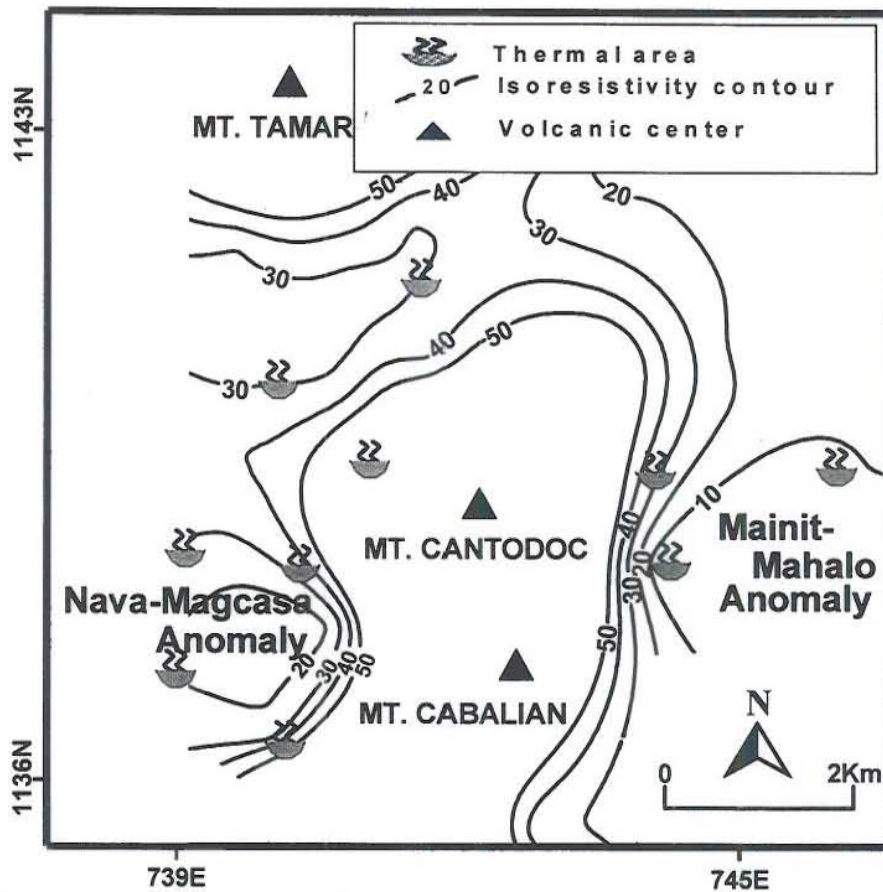 Thermal area
20 Isoresistivity contour
Volcanic center
1143N
MT. TAMAR
50
40
20
30
30
40
50
30
10
MT. CANTODOC
Mainit-
Mahalo
Anomaly
40
20
30
Nava-Magcasa
Anomaly
20
30
40
50
50
MT. CABALIAN
N
0 2Km
1136N
739E 745E